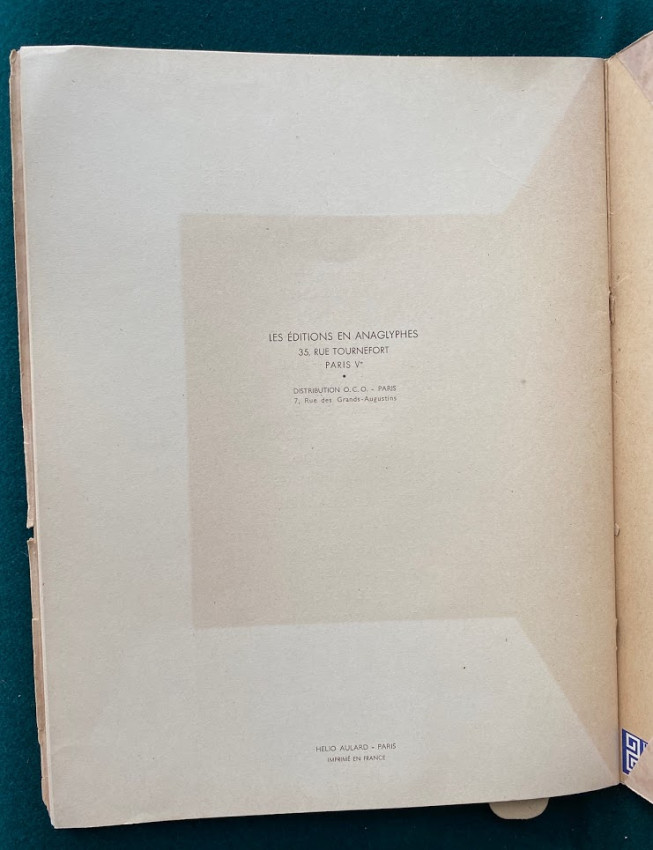 LES ÉDITIONS EN ANAGLYPHES
35, RUE TOURNEFORT
PARIS Ve
•
DISTRIBUTION O.C.O. – PARIS
7, Rue des Grands-Augustins
HELIO AULARD – PARIS
IMPRIMÉ EN FRANCE